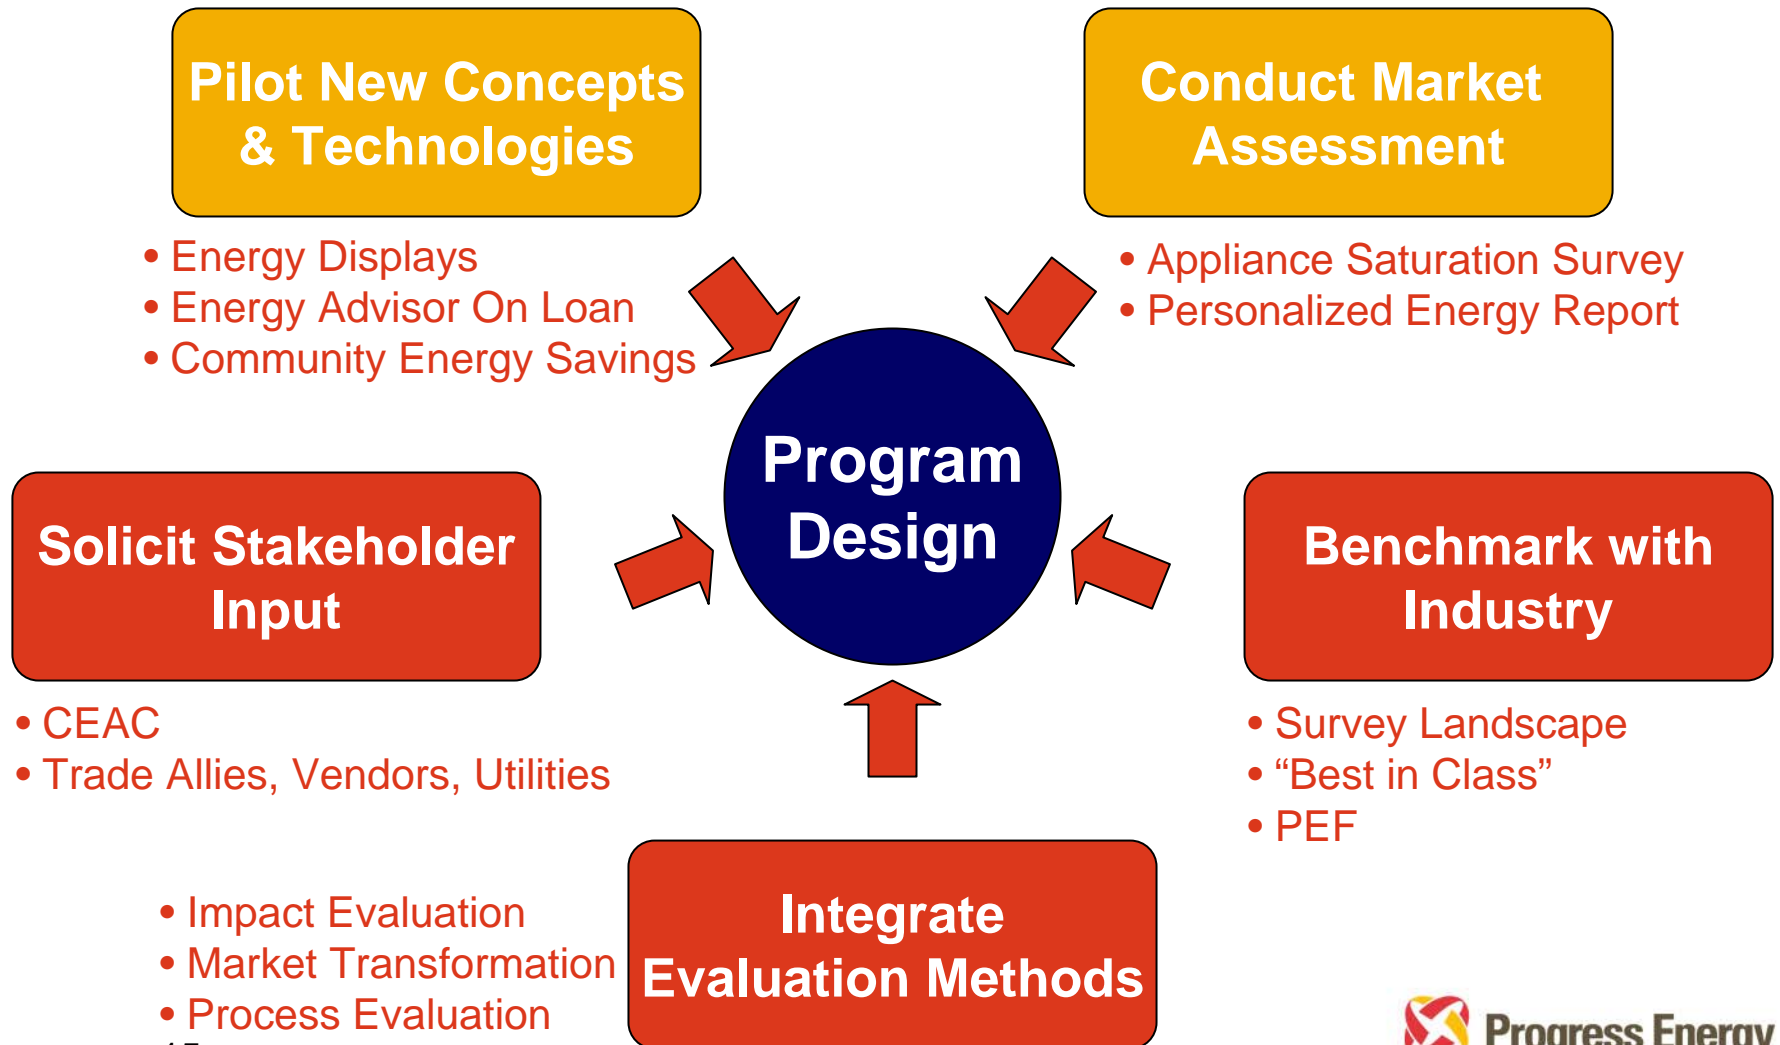 Pilot New Concepts
& Technologies
Conduct Market
Assessment
• Energy Displays
• Energy Advisor On Loan
• Community Energy Savings
• Appliance Saturation Survey
• Personalized Energy Report
Program
Design
Solicit Stakeholder
Input
Benchmark with
Industry
• CEAC
• Trade Allies, Vendors, Utilities
• Survey Landscape
• “Best in Class”
• PEF
• Impact Evaluation
• Market Transformation
• Process Evaluation
Integrate
Evaluation Methods
Progress Energy